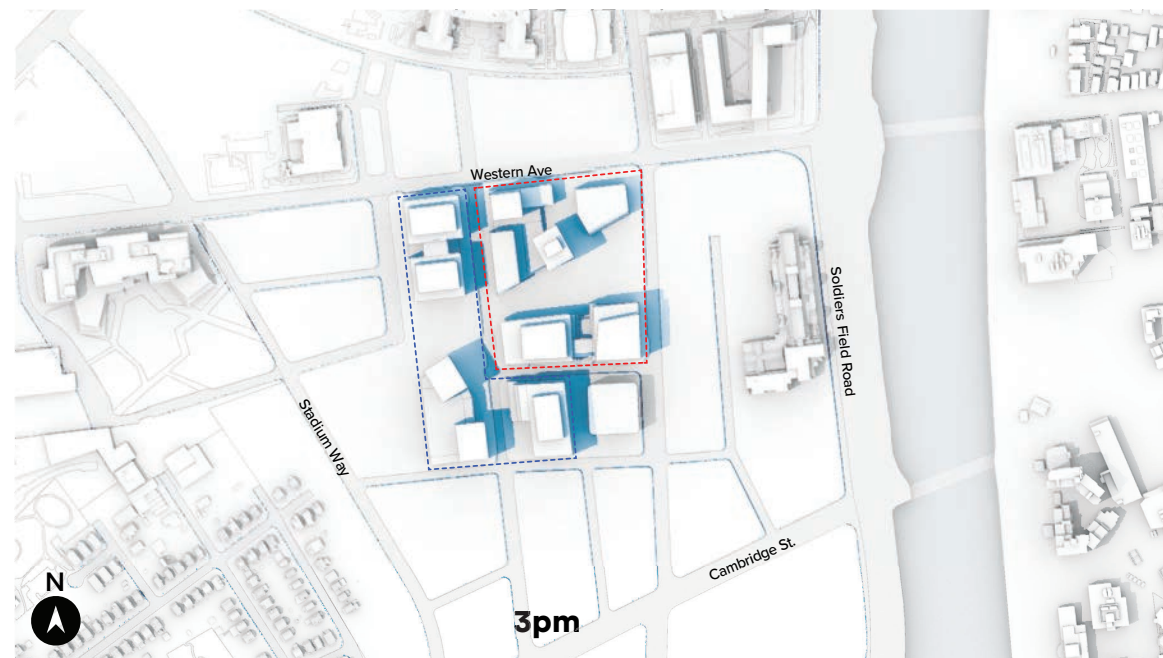 Western Ave
Soldiers Field Road
Stadium Way
Cambridge St.
N
3pm